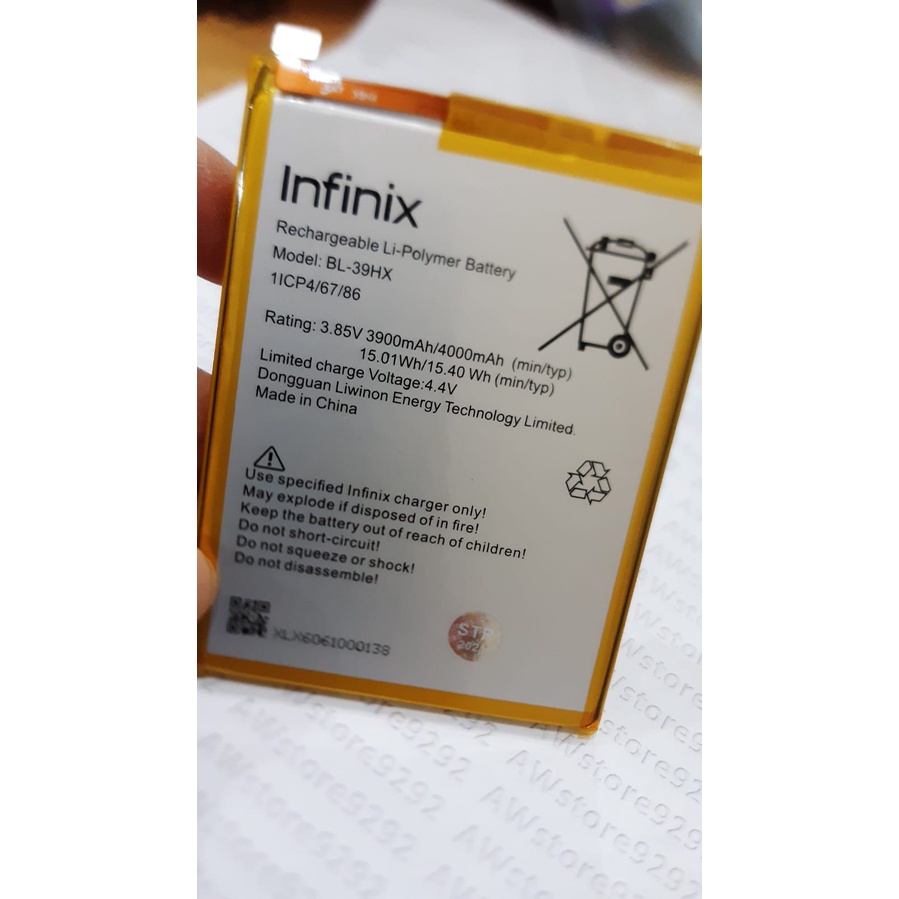 Infinix
Rechargeable Li-Polymer Battery
Model: BL-39HX
1ICP4/67/86
Rating: 3.85V 3900mAh/4000mAh (min/typ)
15.01Wh/15.40 Wh (min/typ)
Limited charge Voltage:4.4V
Dongguan Liwinon Energy Technology Limited.
Made in China
Use specified Infinix charger only!
May explode if disposed of in fire!
Keep the battery out of reach of children!
Do not short-circuit!
Do not squeeze or shock!
Do not disassemble!
XLX6061000138
AWstore9292
AWstore9292
AWstore9292